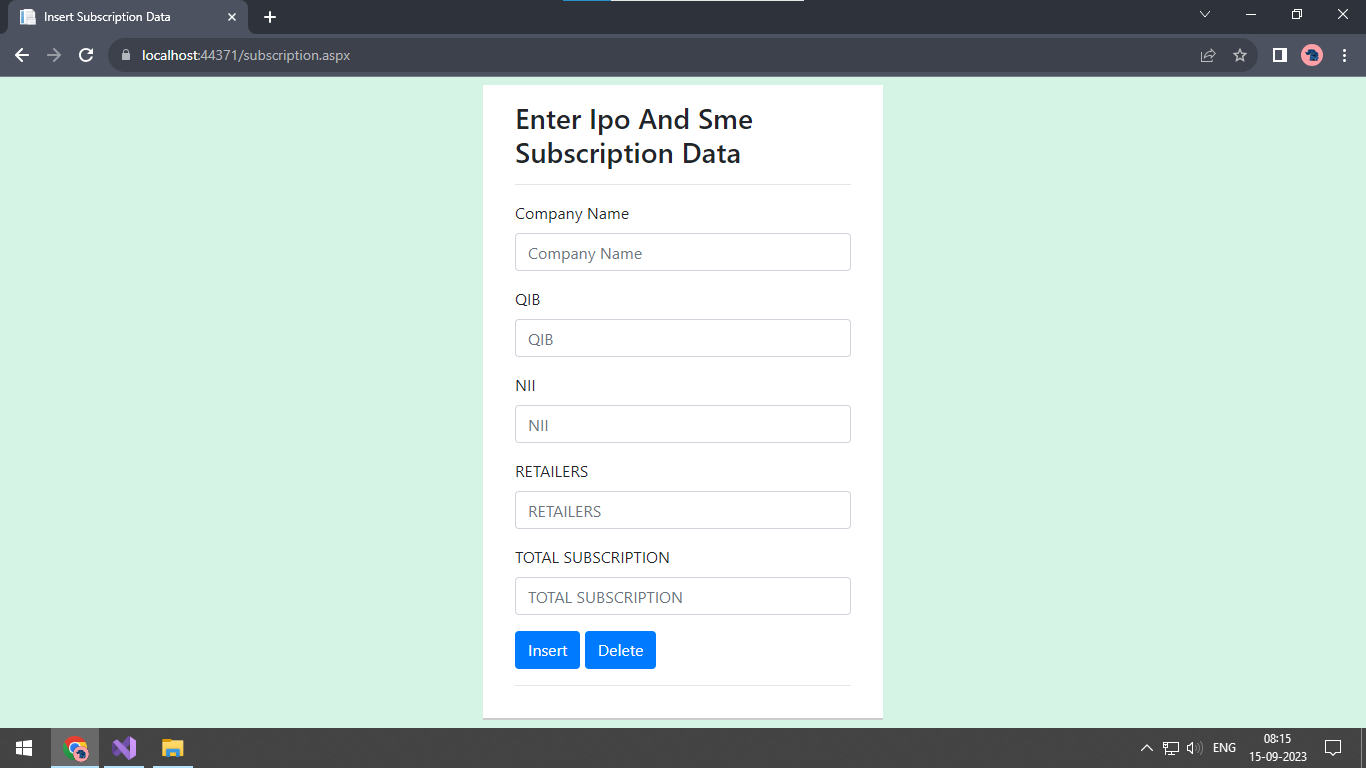 Insert Subscription Data
localhost:44371/subscription.aspx
Enter Ipo And Sme
Subscription Data
Company Name
Company Name
QIB
QIB
NII
NII
RETAILERS
RETAILERS
TOTAL SUBSCRIPTION
TOTAL SUBSCRIPTION
Insert Delete
ENG
08:15
15-09-2023